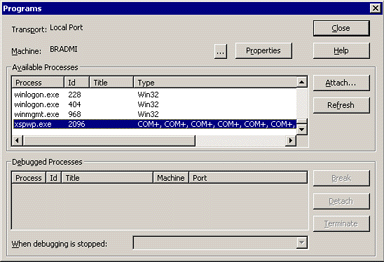 Programs
Transport: Local Port
Close
Machine: BRADMI
...
Properties
Help
Available Processes
Process Id Title Type
winlogon.exe 228 Win32
winlogon.exe 404 Win32
winmgmt.exe 968 Win32
xspwp.exe 2096 COM+, COM+, COM+, COM+, COM+, COM+,
Attach...
Refresh
Debugged Processes
Process Id Title Machine Port
Break
Detach
Terminate
When debugging is stopped: